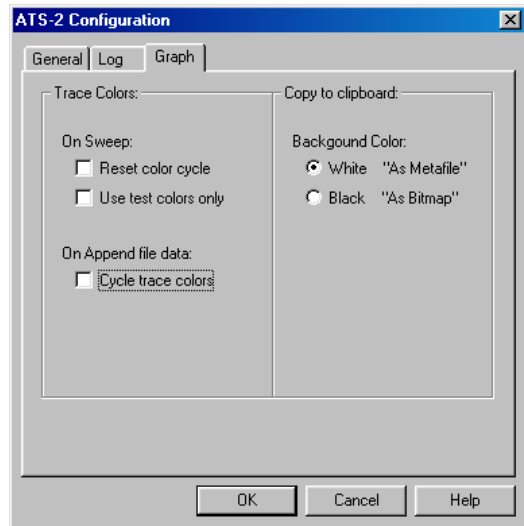 ATS-2 Configuration
General Log Graph
Trace Colors:
On Sweep:
Reset color cycle
Use test colors only
On Append file data:
Cycle trace colors
Copy to clipboard:
Backgound Color:
White "As Metafile"
Black "As Bitmap"
OK Cancel Help